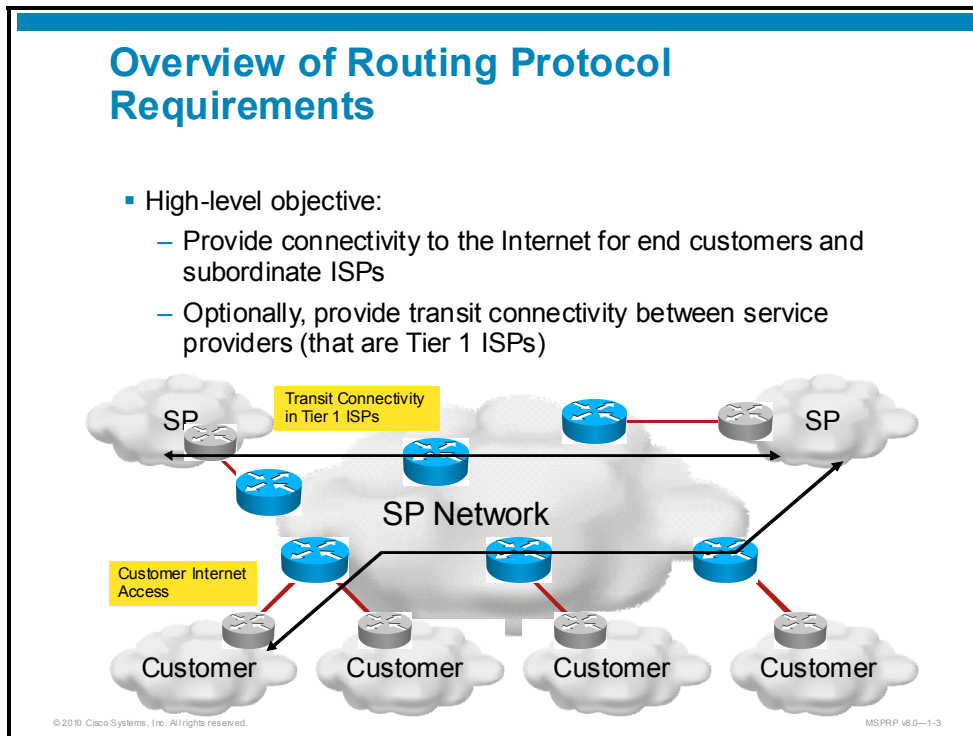 Overview of Routing Protocol
Requirements
▪ High-level objective:
– Provide connectivity to the Internet for end customers and
subordinate ISPs
– Optionally, provide transit connectivity between service
providers (that are Tier 1 ISPs)
Transit Connectivity
in Tier 1 ISPs
SP
SP
SP Network
Customer Internet
Access
Customer
Customer
Customer
Customer
© 2010 Cisco Systems, Inc. All rights reserved.
MSPRP v8.0—1-3